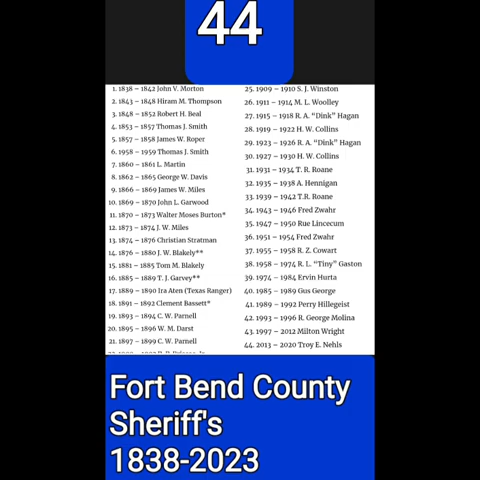 44
1. 1838 – 1842 John V. Morton
2. 1843 – 1848 Hiram M. Thompson
3. 1848 – 1852 Robert H. Beal
4. 1853 – 1857 Thomas J. Smith
5. 1857 – 1858 James W. Roper
6. 1958 – 1959 Thomas J. Smith
7. 1860 – 1861 L. Martin
8. 1862 – 1865 George W. Davis
9. 1866 – 1869 James W. Miles
10. 1869 – 1870 John L. Garwood
11. 1870 – 1873 Walter Moses Burton*
12. 1873 – 1874 J. W. Miles
13. 1874 – 1876 Christian Stratman
14. 1876 – 1880 J. W. Blakely**
15. 1881 – 1885 Tom M. Blakely
16. 1885 – 1889 T. J. Garvey**
17. 1889 – 1890 Ira Aten (Texas Ranger)
18. 1891 – 1892 Clement Bassett*
19. 1893 – 1894 C. W. Parnell
20. 1895 – 1896 W. M. Darst
21. 1897 – 1899 C. W. Parnell
25. 1909 – 1910 S. J. Winston
26. 1911 – 1914 M. L. Woolley
27. 1915 – 1918 R. A. “Dink” Hagan
28. 1919 – 1922 H. W. Collins
29. 1923 – 1926 R. A. “Dink” Hagan
30. 1927 – 1930 H. W. Collins
31. 1931 – 1934 T. R. Roane
32. 1935 – 1938 A. Hennigan
33. 1939 – 1942 T.R. Roane
34. 1943 – 1946 Fred Zwahr
35. 1947 – 1950 Rue Lincecum
36. 1951 – 1954 Fred Zwahr
37. 1955 – 1958 R. Z. Cowart
38. 1958 – 1974 R. L. “Tiny” Gaston
39. 1974 – 1984 Ervin Hurta
40. 1985 – 1989 Gus George
41. 1989 – 1992 Perry Hillegeist
42. 1993 – 1996 R. George Molina
43. 1997 – 2012 Milton Wright
44. 2013 – 2020 Troy E. Nehls
Fort Bend County
Sheriff's
1838-2023